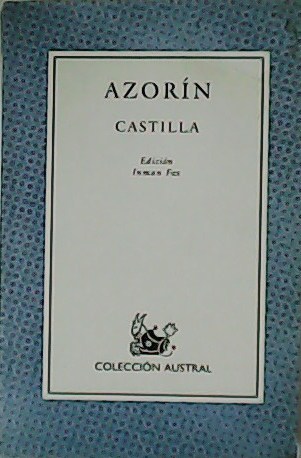 AZORÍN
CASTILLA
Edición
Inman Fox
COLECCIÓN AUSTRAL